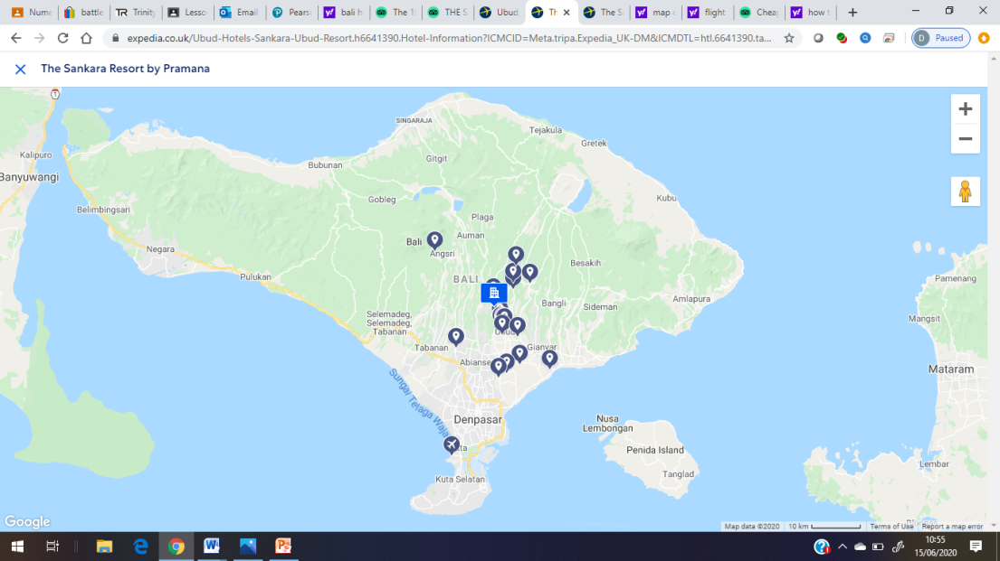 Nume
battle
Trinity
Lesso
Email
Pears
bali h
The 1
THE S
Ubud
Th
The S
map o
flight
Chea
how t
expedia.co.uk/Ubud-Hotels-Sankara-Ubud-Resort.h6641390.Hotel-Information?ICMCID=Meta.tripa.Expedia_UK-DM&ICMDTL=htl.6641390.ta...
D Paused
The Sankara Resort by Pramana
1
SINGARAJA
Tejakula
Gretek
Kalipuro
Gitgit
Bubunan
Banyuwangi
Gobleg
Kubu
Belimbingsari
Plaga
Auman
Bali
Angsri
Negara
Besakih
Pulukan
BALI
Pamenang
Bangli
Sideman
Amlapura
Selemadeg,
Selemadeg,
Tabanan
Mangsit
Ubud
Tabanan
Gianyar
Abianse
Mataram
Sungai Tetaga Waja
Denpasar
Nusa
Lembongan
Penida Island
Kuta
Lembar
Tanglad
Kuta Selatan
Google
Map data ©2020
10 km
Terms of Use
Report a map error
10:55
15/06/2020